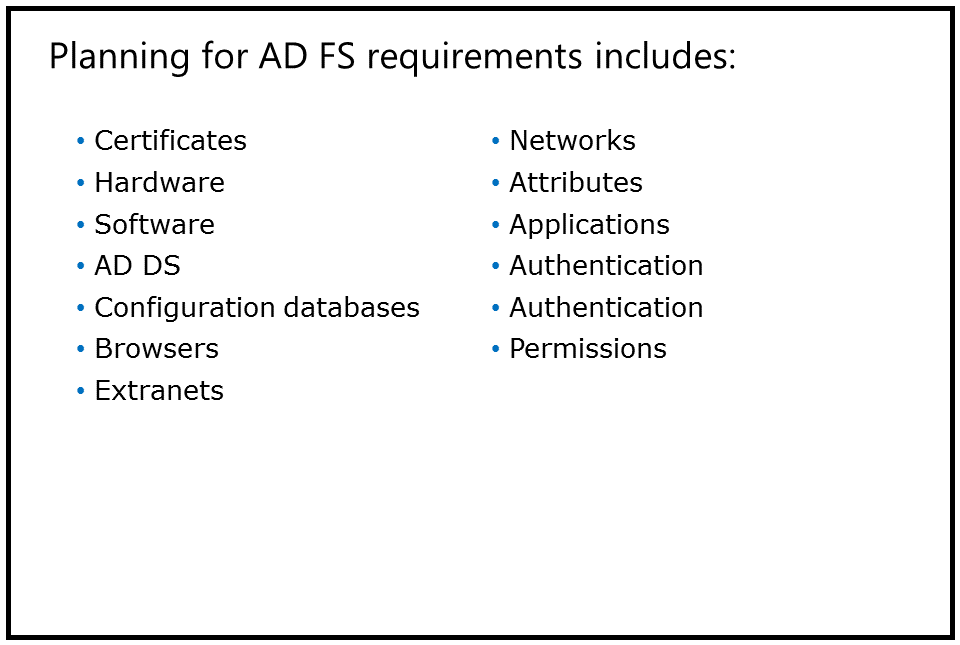 Planning for AD FS requirements includes:
• Certificates
• Hardware
• Software
• AD DS
• Configuration databases
• Browsers
• Extranets
• Networks
• Attributes
• Applications
• Authentication
• Authentication
• Permissions